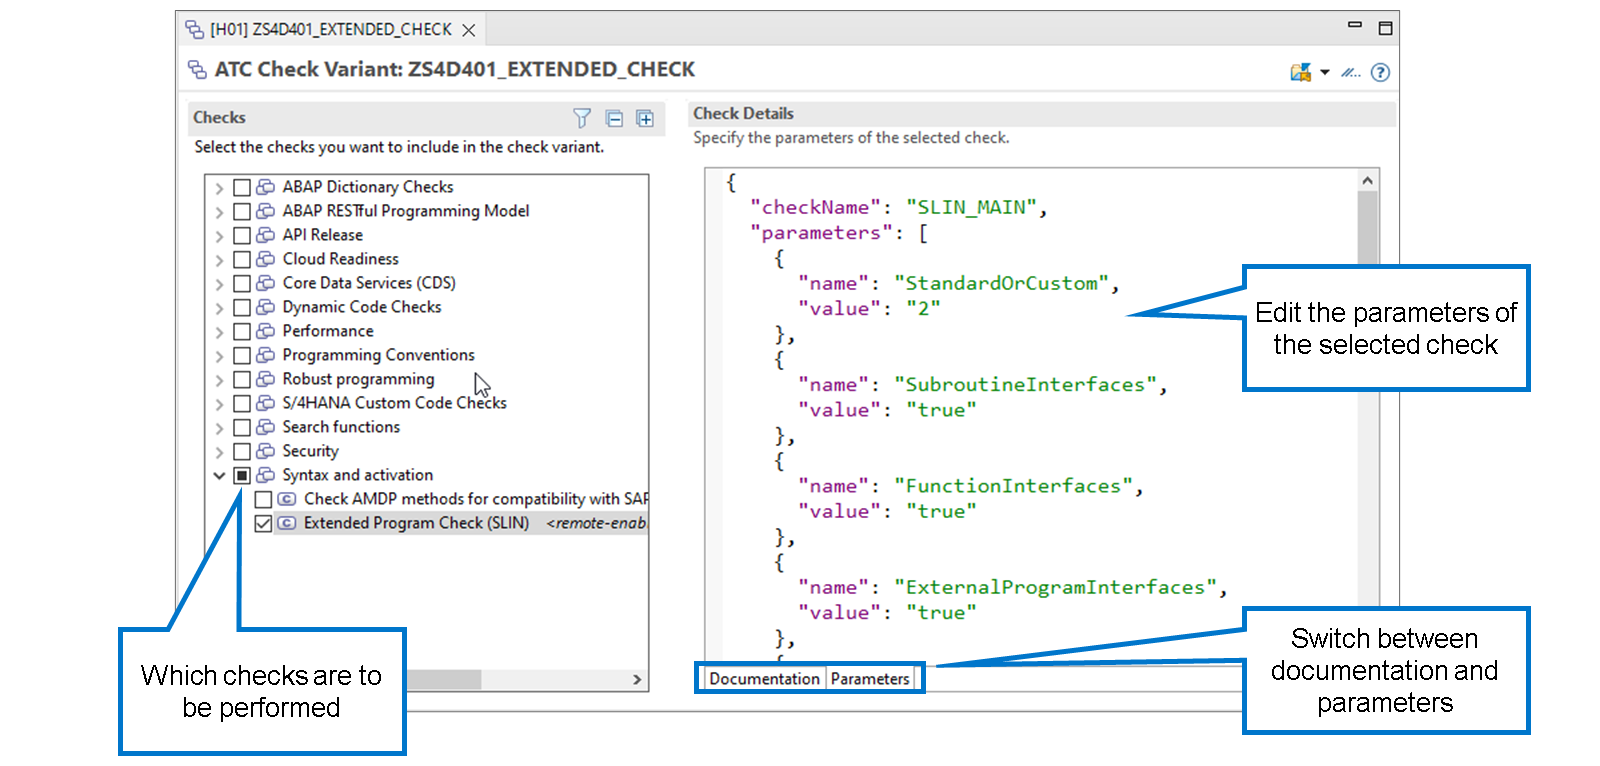 [H01] ZS4D401_EXTENDED_CHECK
ATC Check Variant: ZS4D401_EXTENDED_CHECK
Checks
Select the checks you want to include in the check variant.
ABAP Dictionary Checks
ABAP RESTful Programming Model
API Release
Cloud Readiness
Core Data Services (CDS)
Dynamic Code Checks
Performance
Programming Conventions
Robust programming
S/4HANA Custom Code Checks
Search functions
Security
Syntax and activation
Check AMDP methods for compatibility with SAP
Extended Program Check (SLIN) <remote-enab
Which checks are to
be performed
Check Details
Specify the parameters of the selected check.
{
"checkName": "SLIN_MAIN",
"parameters": [
{
"name": "StandardOrCustom",
"value": "2"
},
{
"name": "SubroutineInterfaces",
"value": "true"
},
{
"name": "FunctionInterfaces",
"value": "true"
},
{
"name": "ExternalProgramInterfaces",
"value": "true"
},
{
Documentation Parameters
Edit the parameters of
the selected check
Switch between
documentation and
parameters